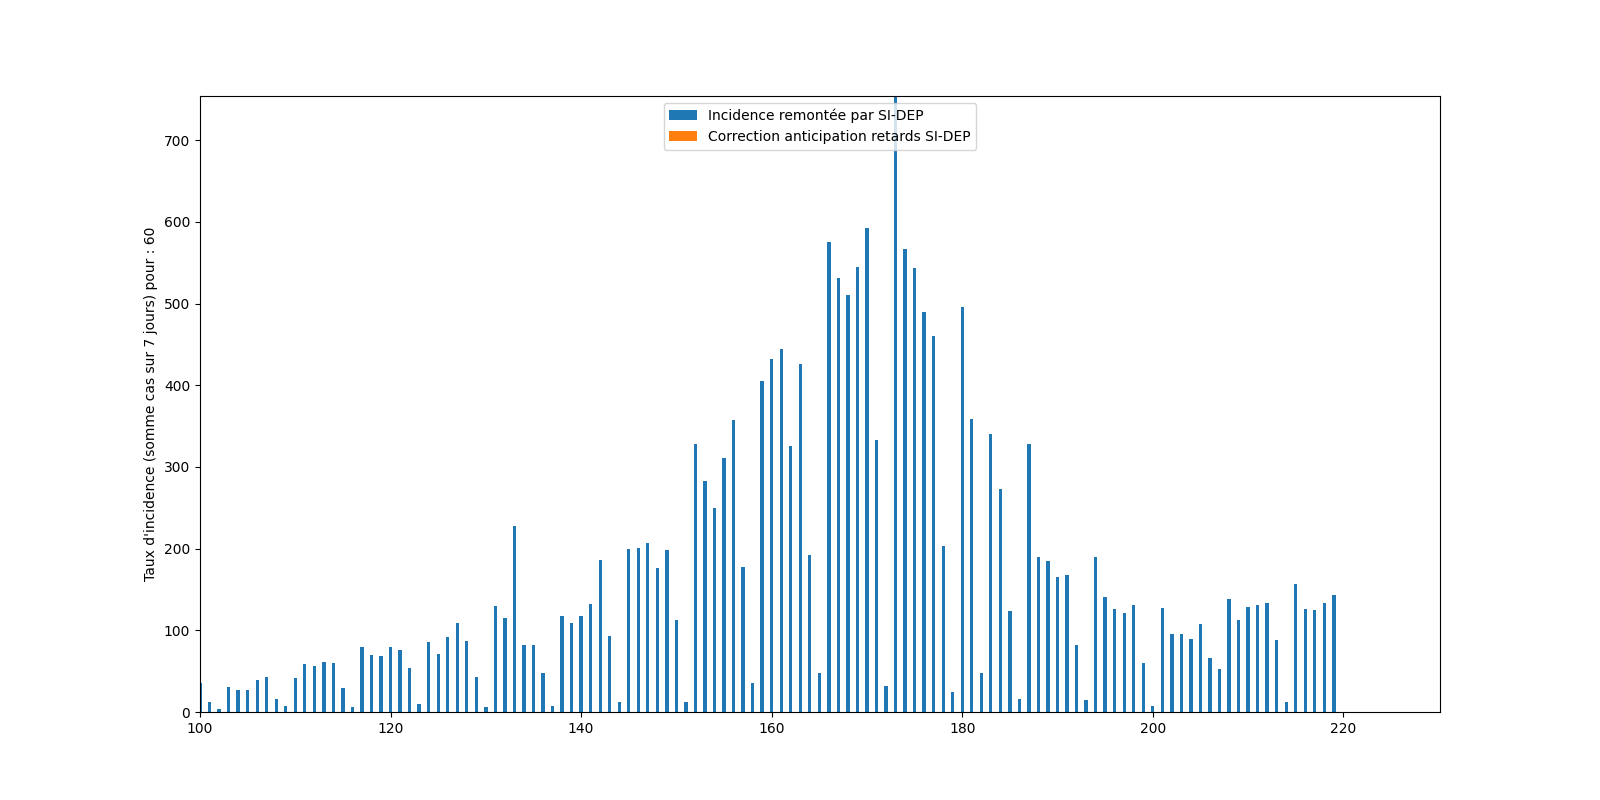 Incidence remontée par SI-DEP
Correction anticipation retards SI-DEP
Taux d'incidence (somme cas sur 7 jours) pour : 60
700
600
500
400
300
200
100
0
100 120 140 160 180 200 220